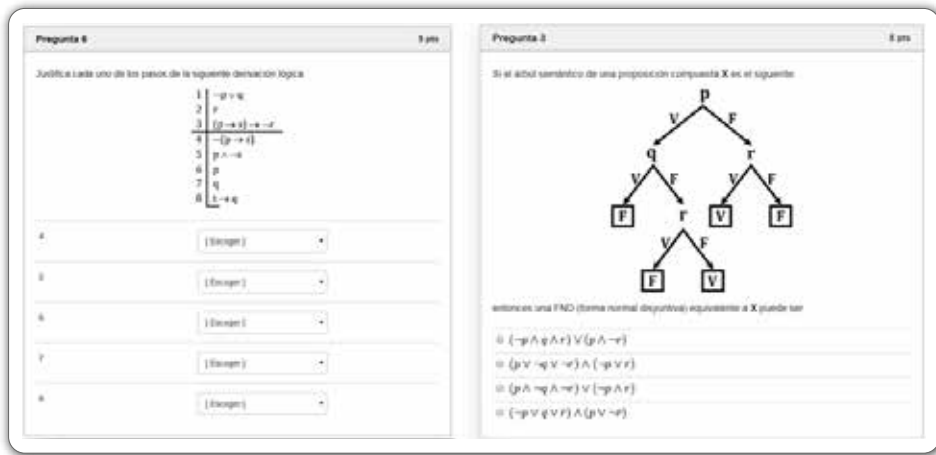 Pregunta 6 5 pts
Justifica cada uno de los pasos de la siguiente derivación lógica
1 ¬p ∨ q
2 r
3 (p → s) → ¬r
4 ¬(p → s)
5 p ∧ ¬s
6 p
7 q
8 t → q
4 [ Escoger ]
5 [ Escoger ]
6 [ Escoger ]
7 [ Escoger ]
8 [ Escoger ]
Pregunta 3 5 pts
Si el árbol semántico de una proposición compuesta X es el siguiente
p
V F
q r
V F V F
F r V F
V F
F V
entonces una FND (forma normal disyuntiva) equivalente a X puede ser
(¬p ∧ q ∧ r) ∨ (p ∧ ¬r)
(p ∨ ¬q ∨ ¬r) ∧ (¬p ∨ r)
(p ∧ ¬q ∧ ¬r) ∨ (¬p ∧ r)
(¬p ∨ q ∨ r) ∧ (p ∨ ¬r)